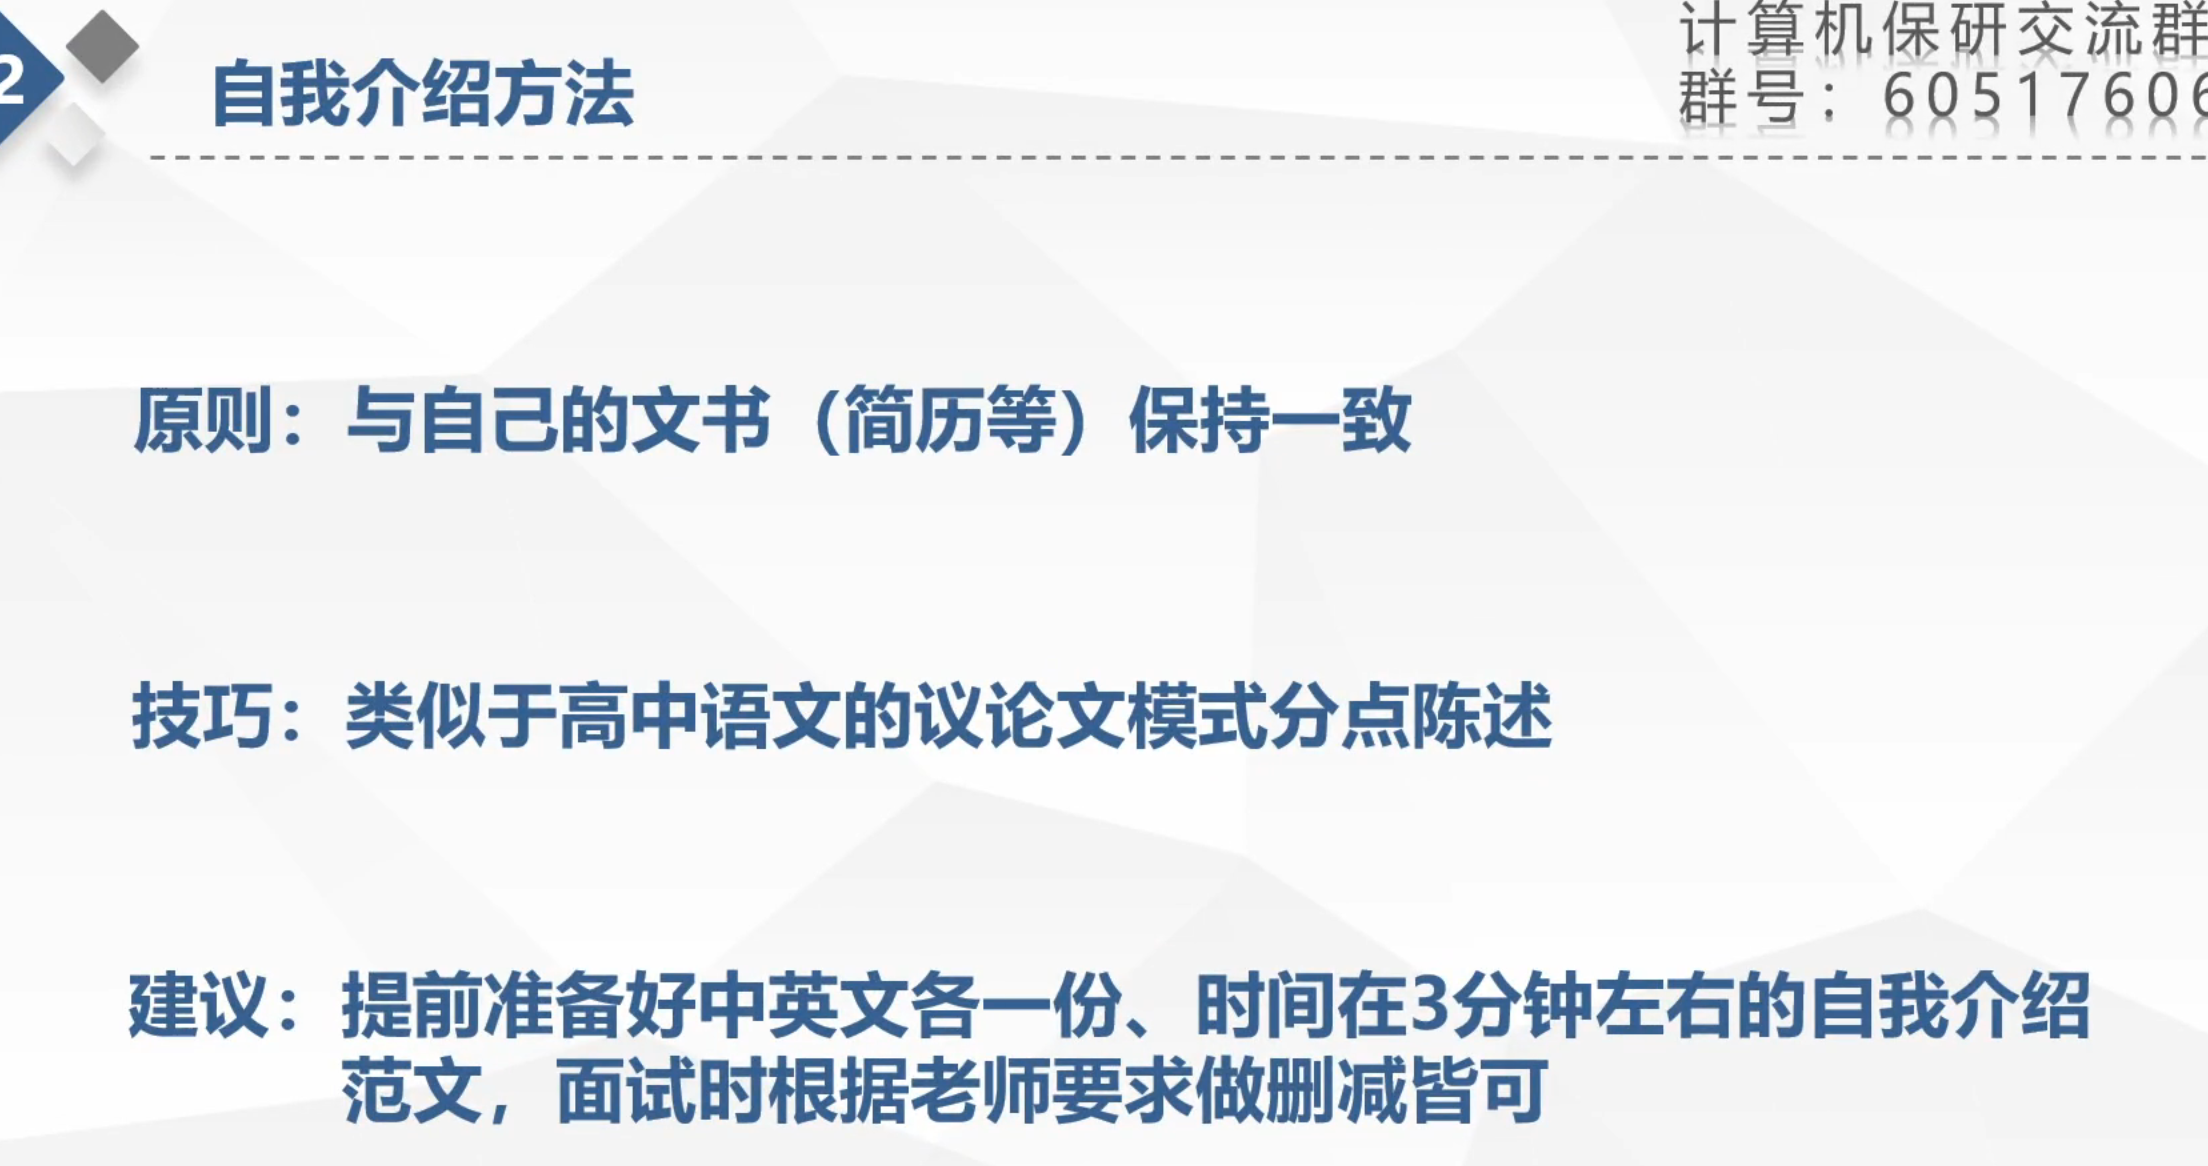 2
自我介绍方法
计算机保研交流群
群号：60517606
原则：与自己的文书（简历等）保持一致
技巧：类似于高中语文的议论文模式分点陈述
建议：提前准备好中英文各一份、时间在3分钟左右的自我介绍
范文，面试时根据老师要求做删减皆可